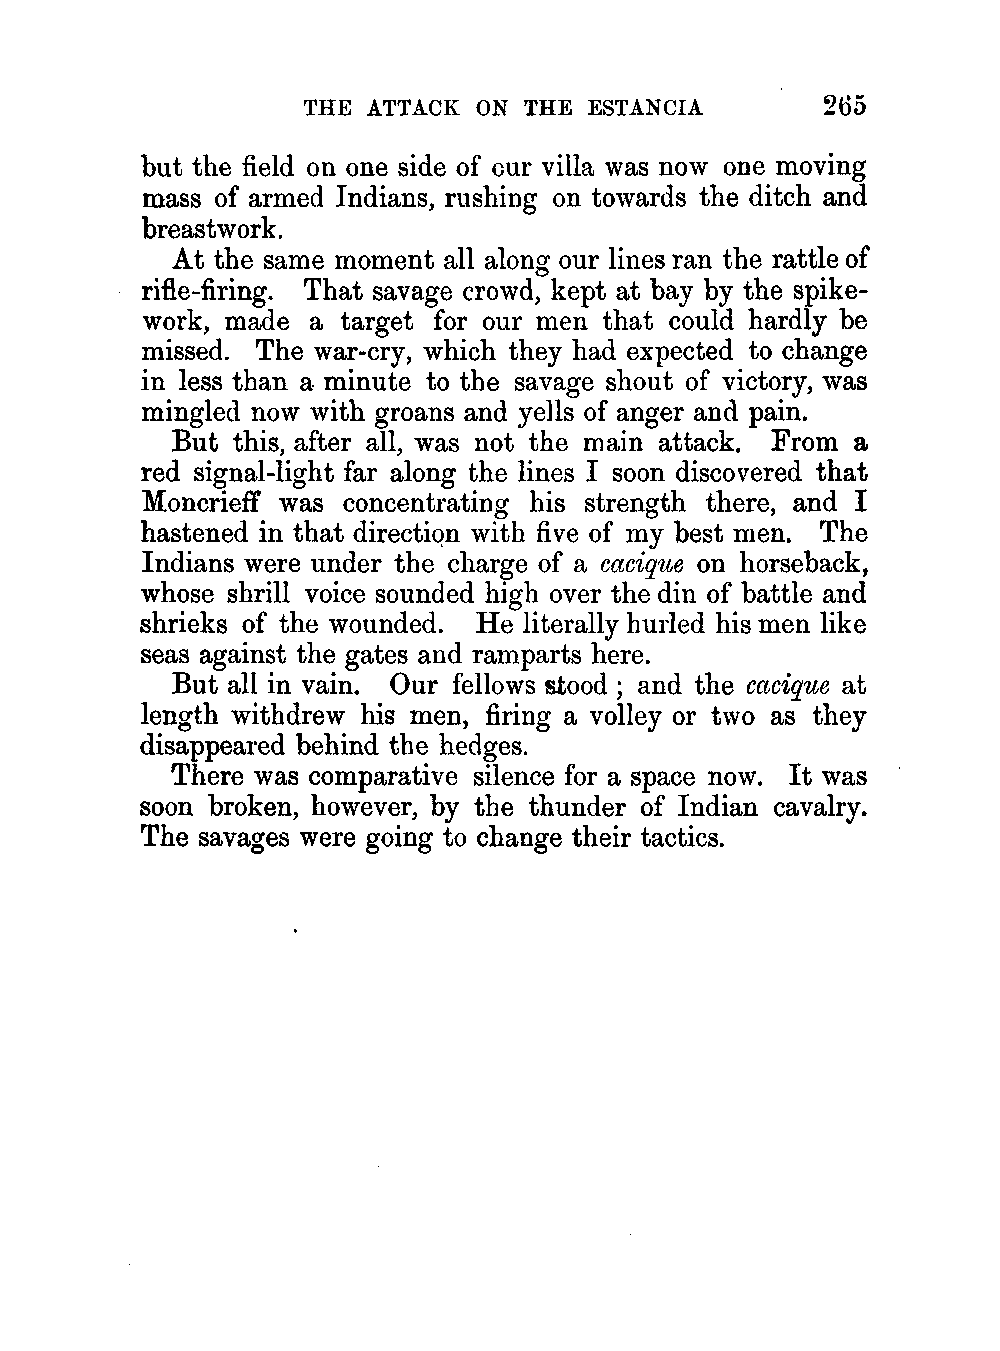 THE ATTACK ON THE ESTANCIA 265
but the field on one side of our villa was now one moving
mass of armed Indians, rushing on towards the ditch and
breastwork.
At the same moment all along our lines ran the rattle of
rifle-firing. That savage crowd, kept at bay by the spike-
work, made a target for our men that could hardly be
missed. The war-cry, which they had expected to change
in less than a minute to the savage shout of victory, was
mingled now with groans and yells of anger and pain.
But this, after all, was not the main attack. From a
red signal-light far along the lines I soon discovered that
Moncrieff was concentrating his strength there, and I
hastened in that direction with five of my best men. The
Indians were under the charge of a cacique on horseback,
whose shrill voice sounded high over the din of battle and
shrieks of the wounded. He literally hurled his men like
seas against the gates and ramparts here.
But all in vain. Our fellows stood ; and the cacique at
length withdrew his men, firing a volley or two as they
disappeared behind the hedges.
There was comparative silence for a space now. It was
soon broken, however, by the thunder of Indian cavalry.
The savages were going to change their tactics.